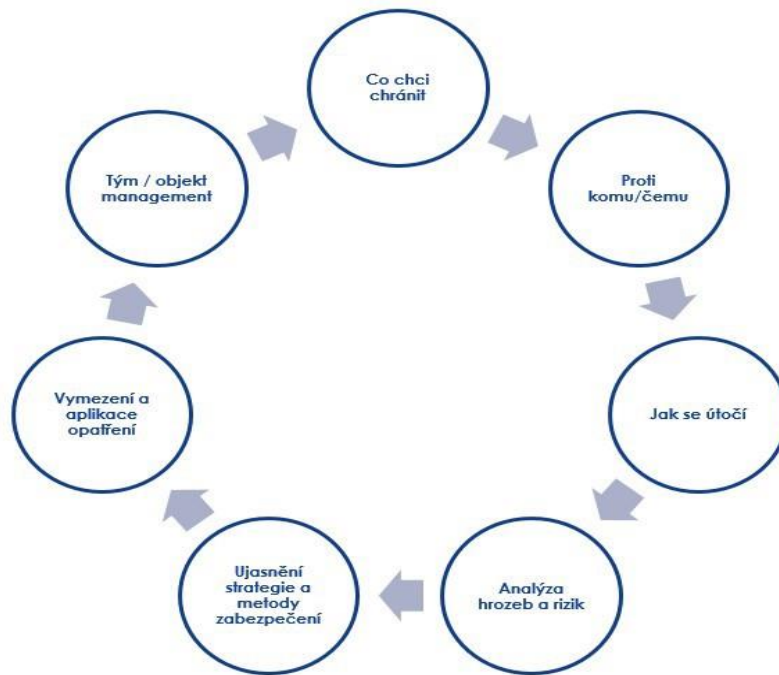 Co chci
chránit
Proti
komu/čemu
Jak se útočí
Analýza
hrozeb a rizik
Ujasnění
strategie a
metody
zabezpečení
Vymezení a
aplikace
opatření
Tým / objekt
management